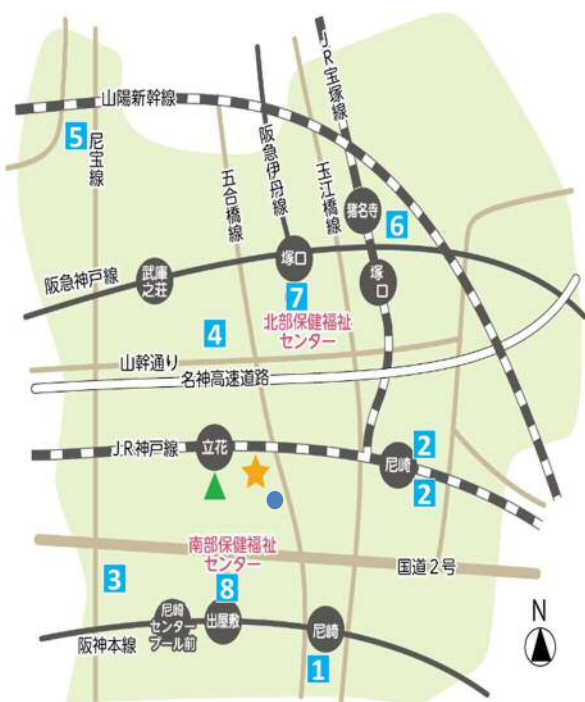 山陽新幹線
5
尼宝線
五合橋線
阪急伊丹線
玉江橋線
JR宝塚線
猪名寺
6
塚口
塚
口
武庫
之荘
阪急神戸線
7
北部保健福祉
センター
4
山幹通り
名神高速道路
JR神戸線
立花
尼崎
2
2
南部保健福祉
センター
国道2号
3
8
尼崎
センター
プール前
出屋敷
尼崎
阪神本線
1
N